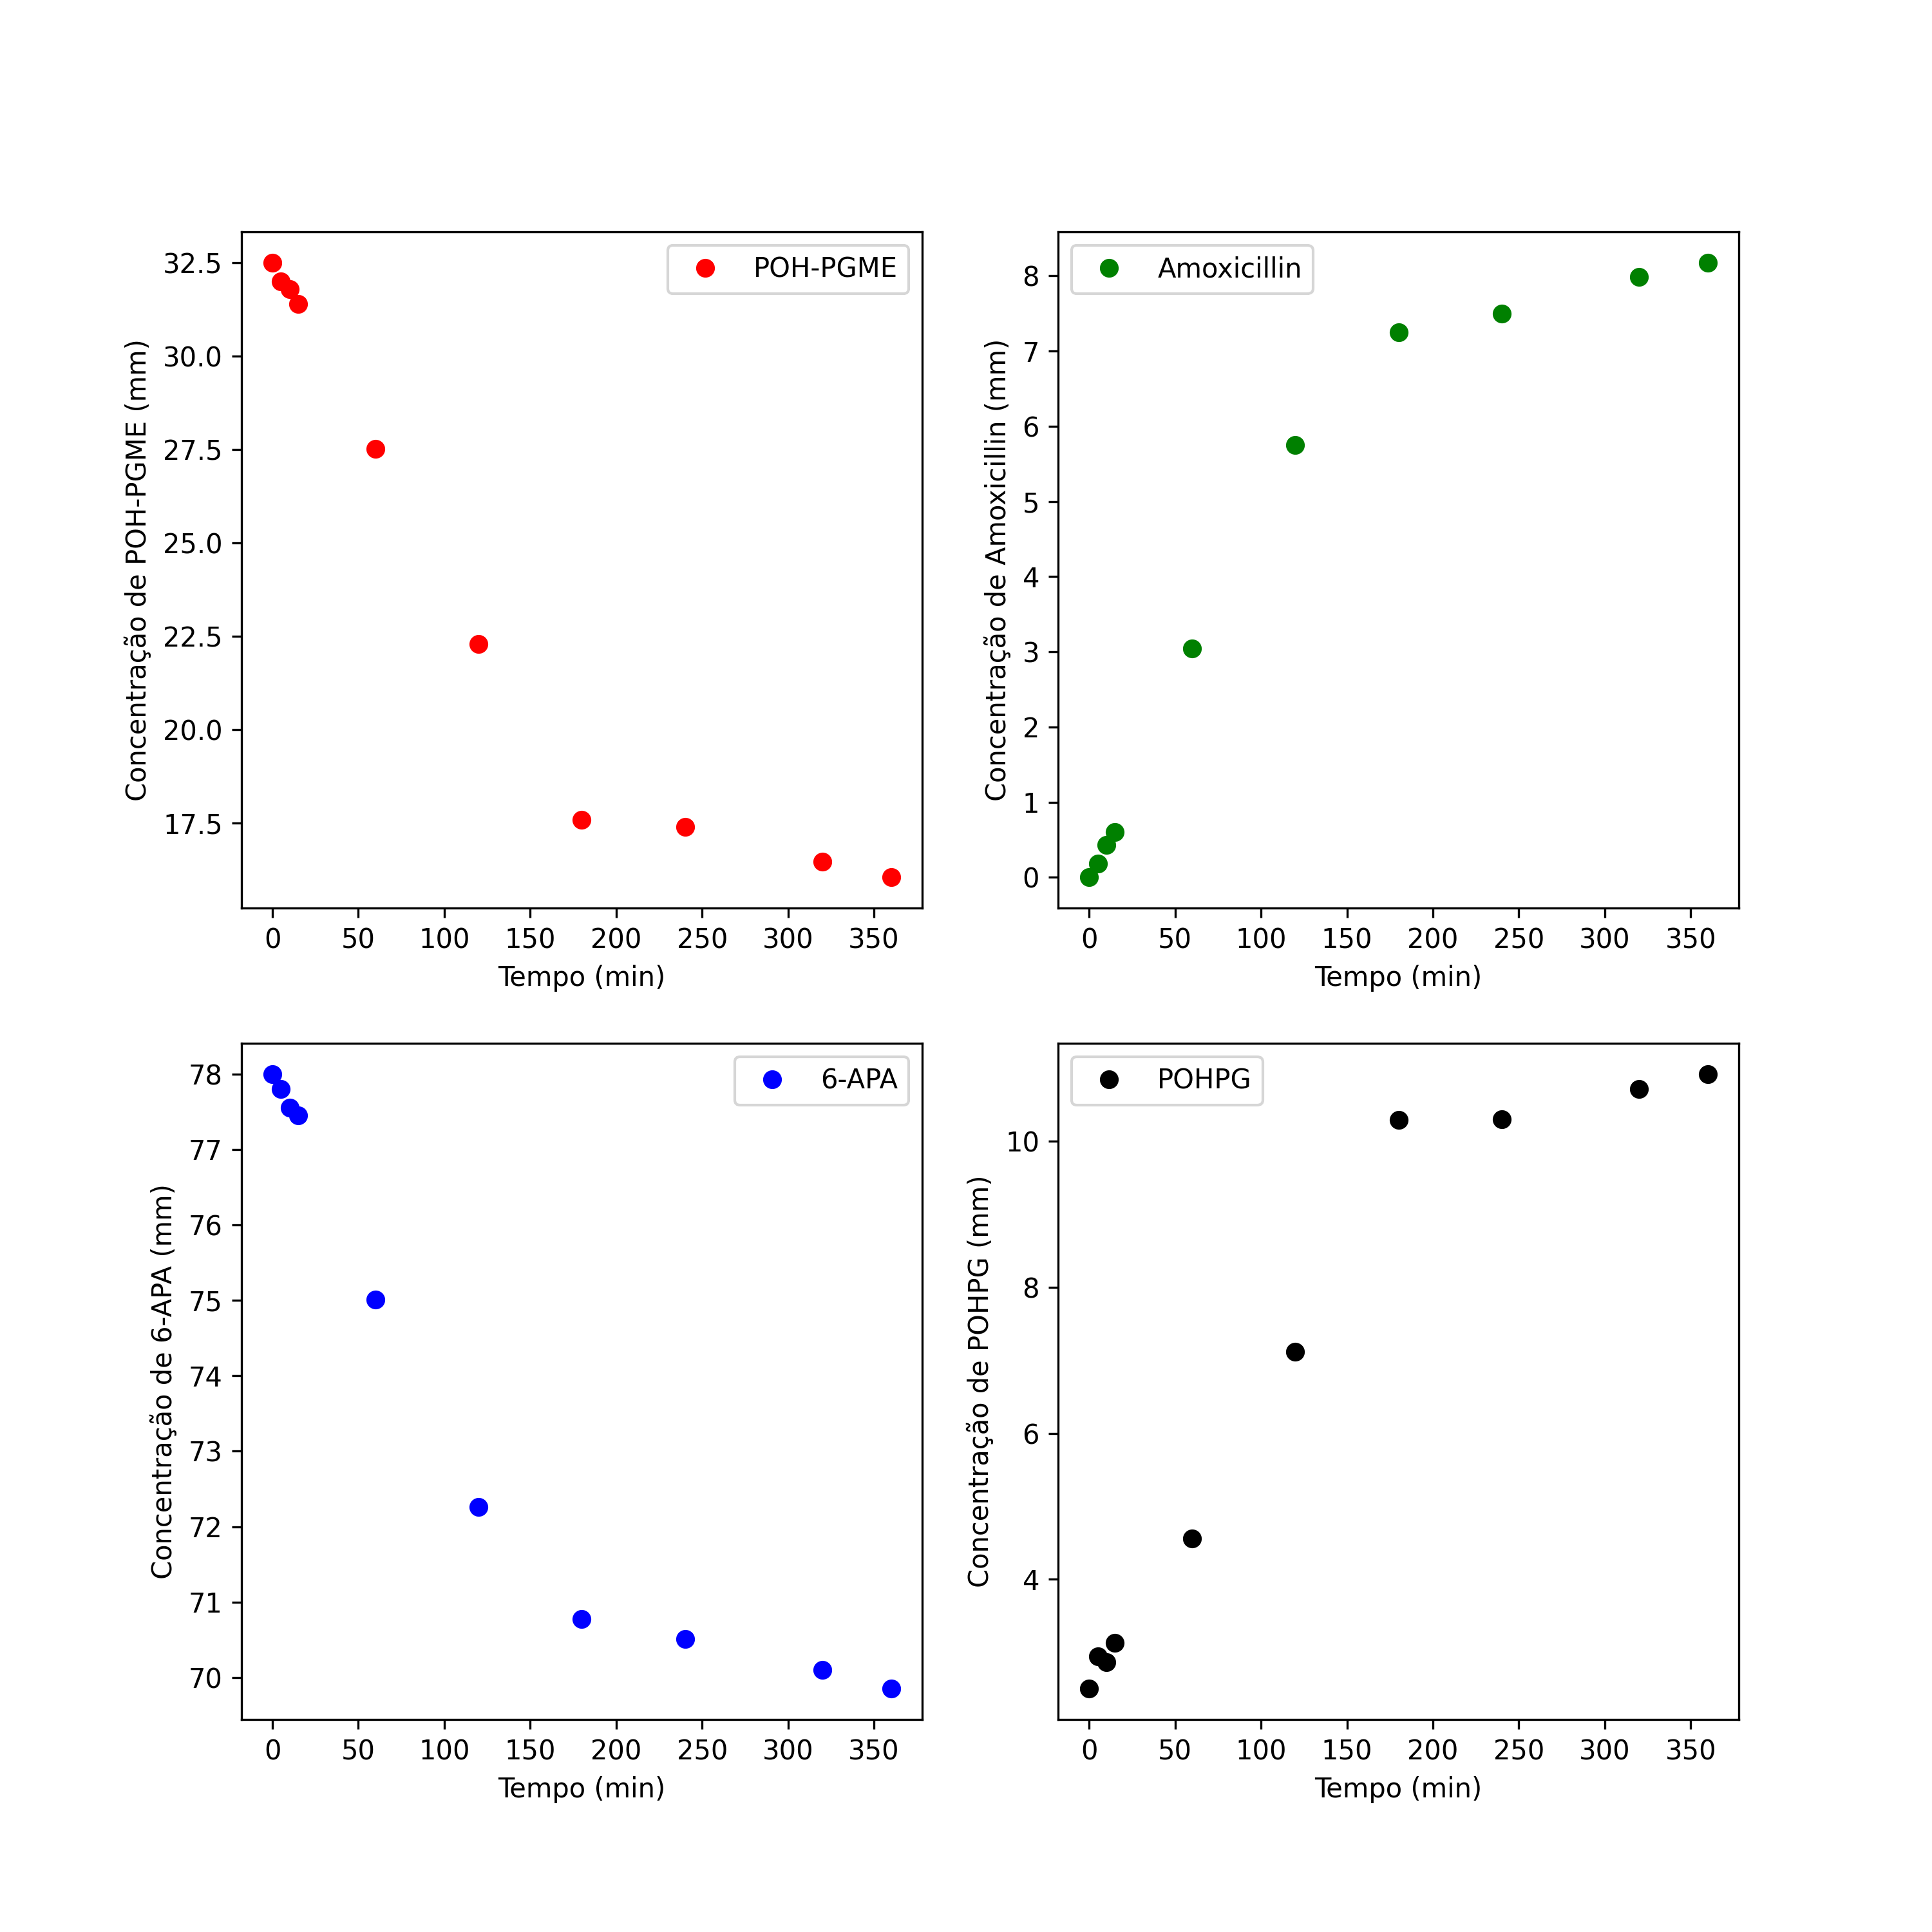 POH-PGME
Concentração de POH-PGME (mm)
32.5
30.0
27.5
25.0
22.5
20.0
17.5
0 50 100 150 200 250 300 350
Tempo (min)
Amoxicillin
Concentração de Amoxicillin (mm)
8
7
6
5
4
3
2
1
0
0 50 100 150 200 250 300 350
Tempo (min)
6-APA
Concentração de 6-APA (mm)
78
77
76
75
74
73
72
71
70
0 50 100 150 200 250 300 350
Tempo (min)
POHPG
Concentração de POHPG (mm)
10
8
6
4
0 50 100 150 200 250 300 350
Tempo (min)